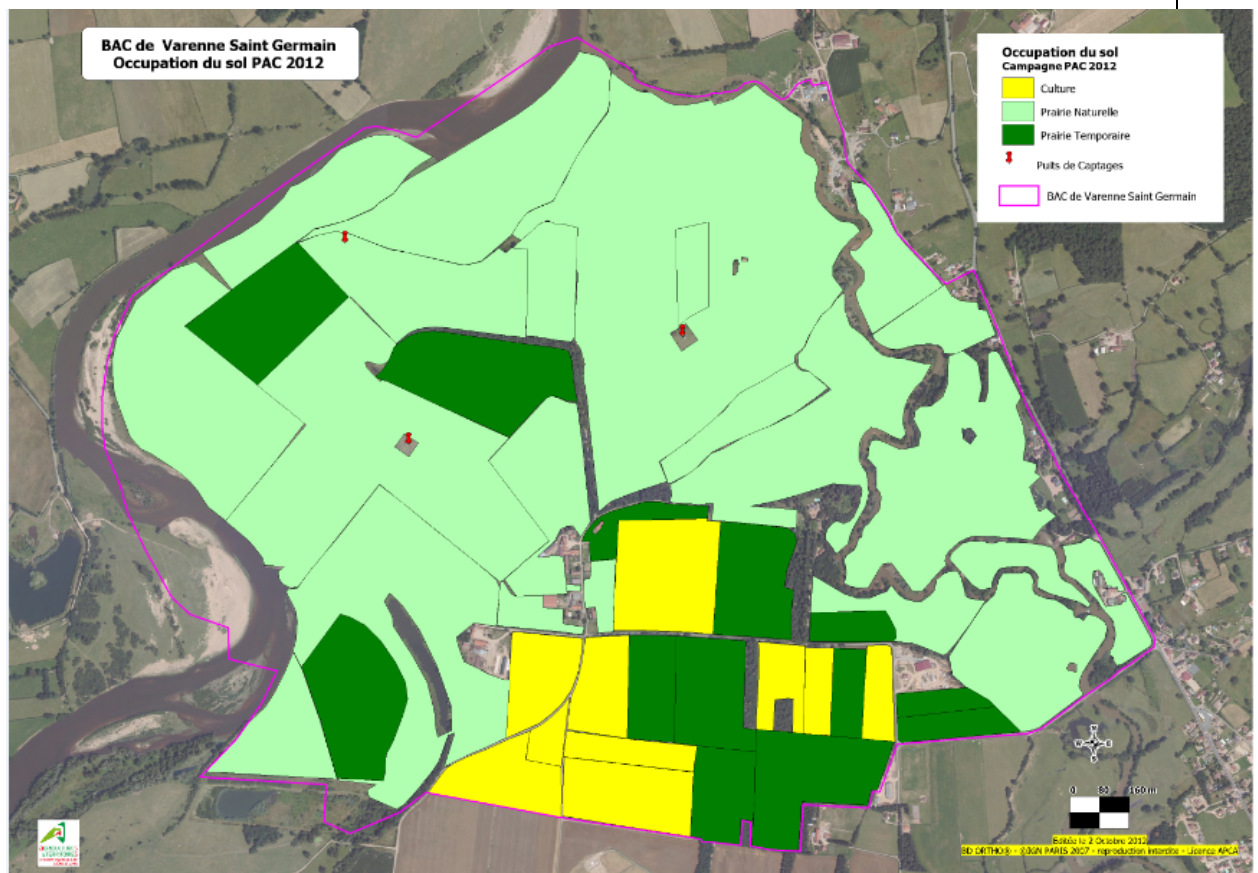 BAC de Varenne Saint Germain
Occupation du sol PAC 2012
Occupation du sol
Campagne PAC 2012
Culture
Prairie Naturelle
Prairie Temporaire
Puits de Captages
BAC de Varenne Saint Germain
N
W
E
S
0 80 160 m
Editée le 2 Octobre 2012
BD ORTHO® - ©IGN PARIS 2007 - reproduction interdite - Licence APCA